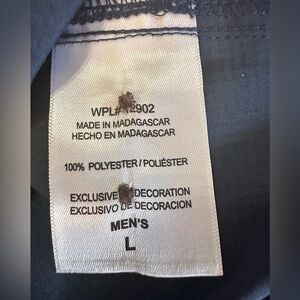 WPL# 2902
MADE IN MADAGASCAR
HECHO EN MADAGASCAR
100% POLYESTER / POLIÉSTER
EXCLUSIVE DECORATION
EXCLUSIVO DE DECORACION
MEN'S
L